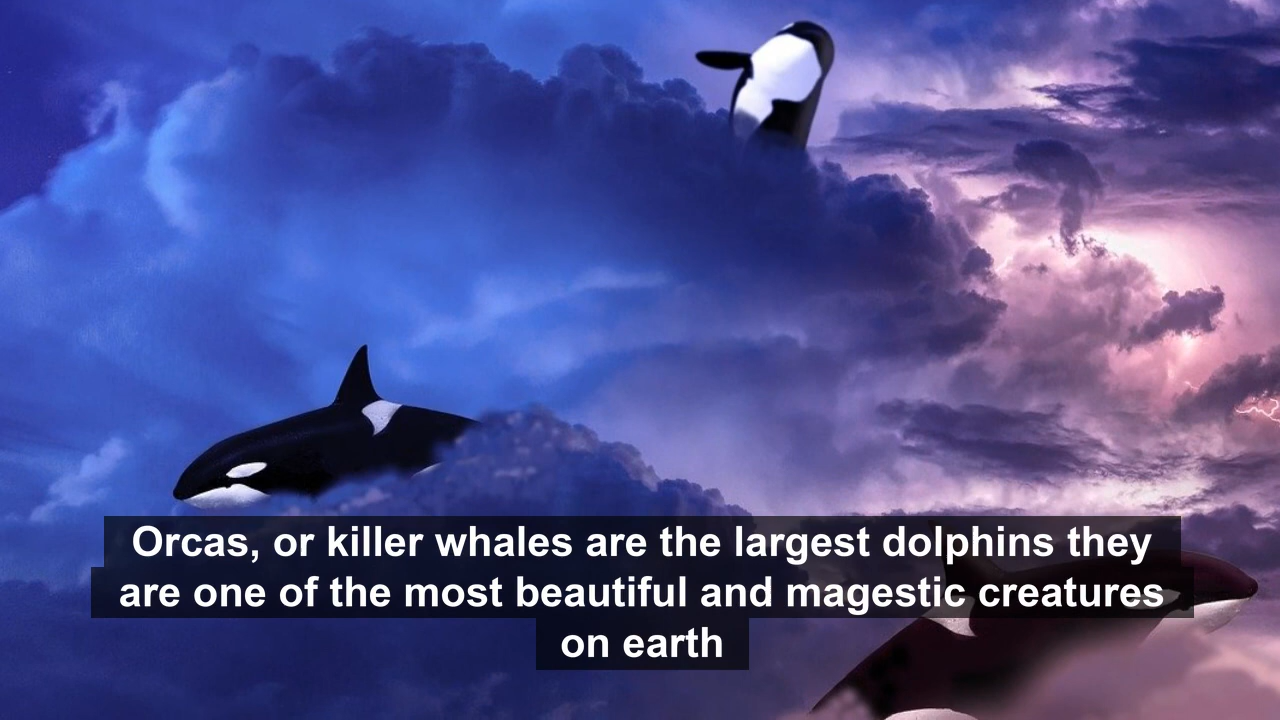 Orcas, or killer whales are the largest dolphins they
are one of the most beautiful and magestic creatures
on earth